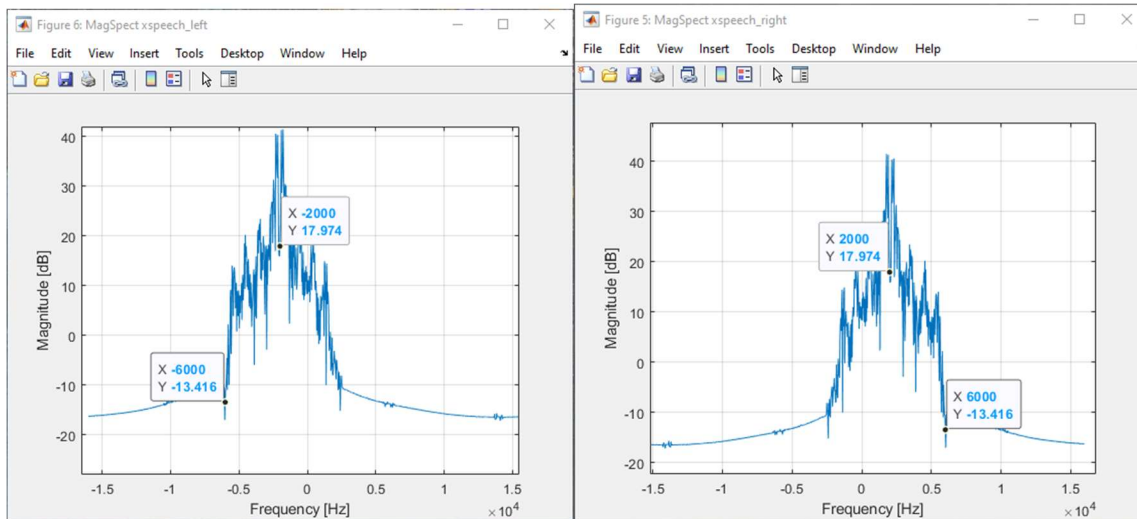 Figure 6: MagSpect xspeech_left
File Edit View Insert Tools Desktop Window Help
40
30
20
10
0
-10
-20
Magnitude [dB]
X -2000
Y 17.974
X -6000
Y -13.416
-1.5 -1 -0.5 0 0.5 1 1.5
Frequency [Hz]
× 10^4
Figure 5: MagSpect xspeech_right
File Edit View Insert Tools Desktop Window Help
40
30
20
10
0
-10
-20
Magnitude [dB]
X 2000
Y 17.974
X 6000
Y -13.416
-1.5 -1 -0.5 0 0.5 1 1.5
Frequency [Hz]
× 10^4